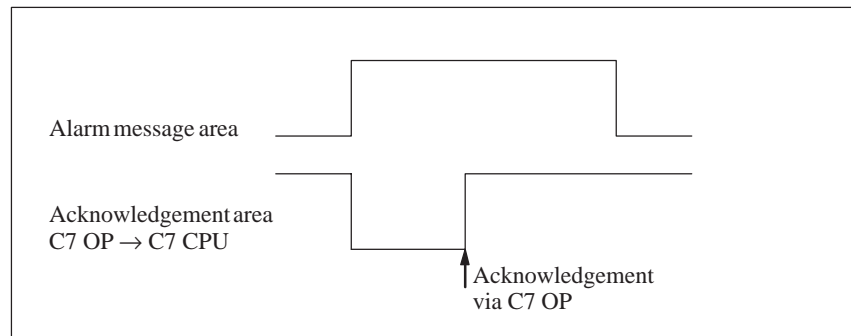 Alarm message area
Acknowledgement area
C7 OP → C7 CPU
Acknowledgement
via C7 OP